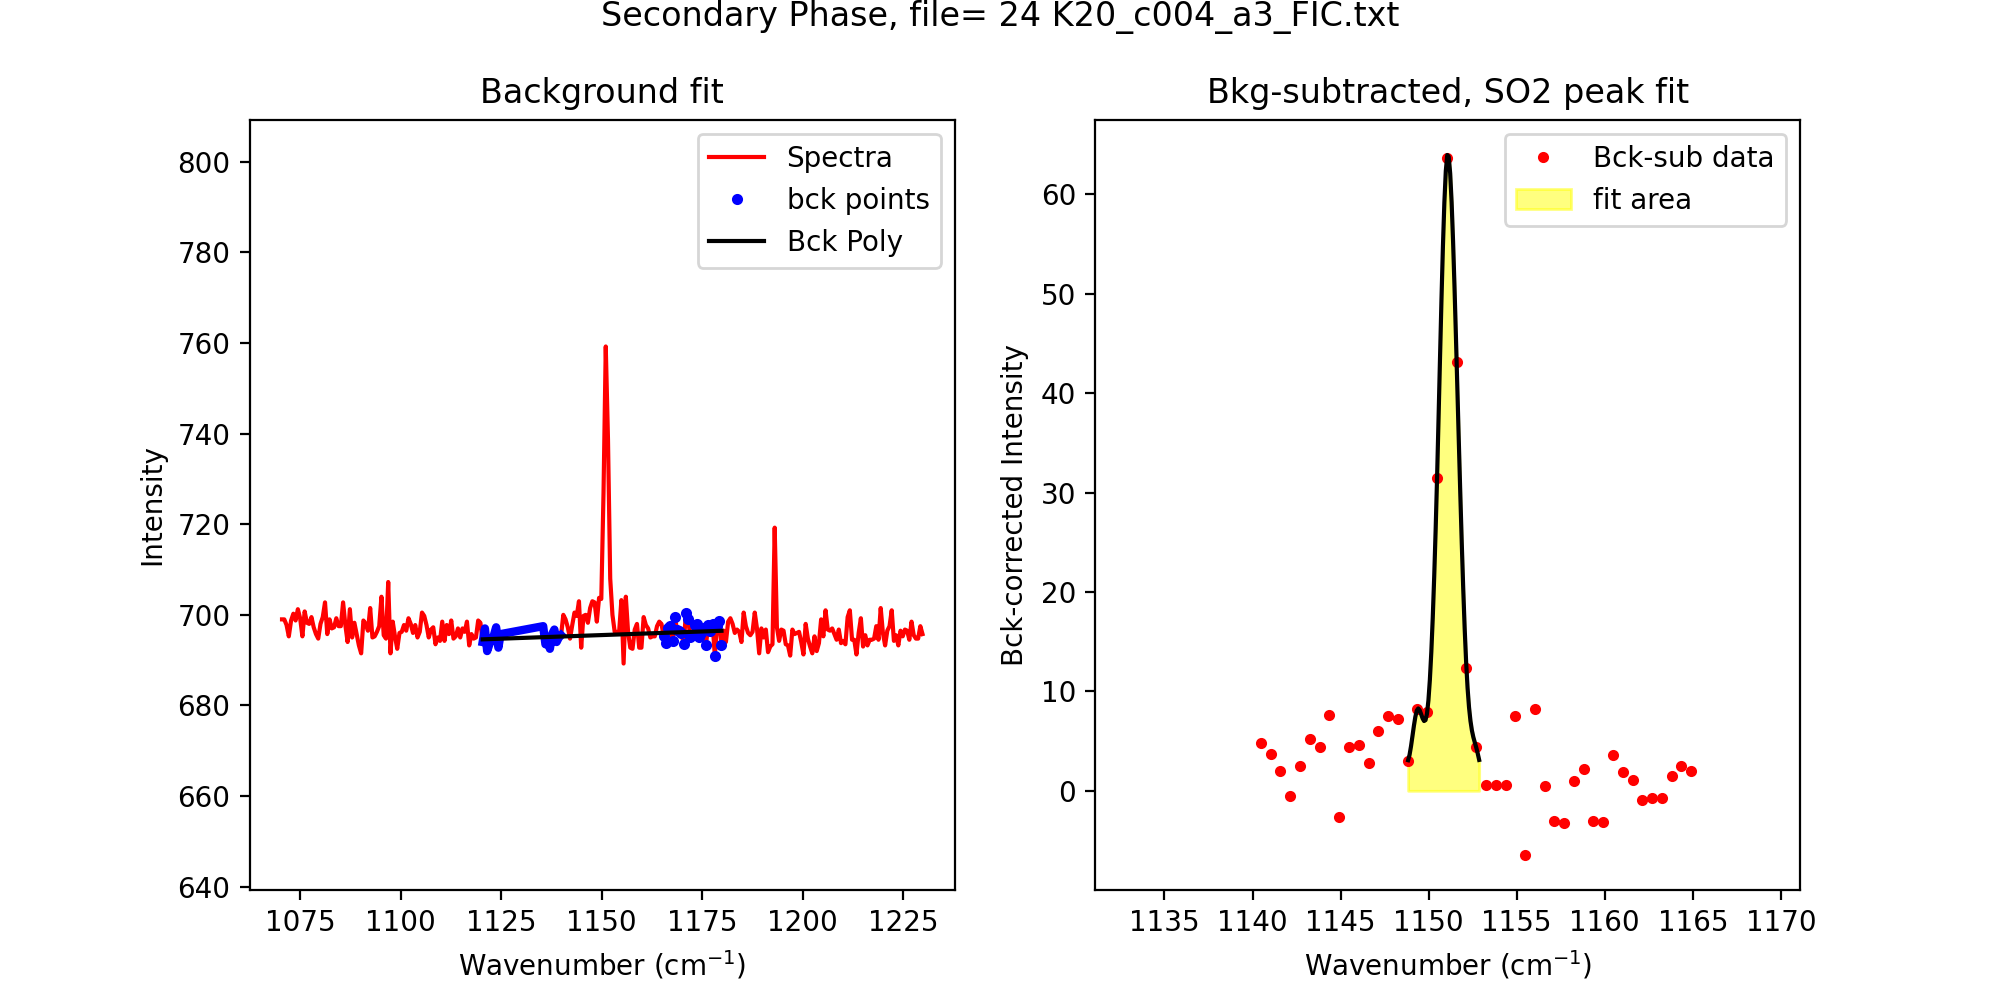 Secondary Phase, file= 24 K20_c004_a3_FIC.txt
Background fit
Spectra
bck points
Bck Poly
Intensity
800
780
760
740
720
700
680
660
640
1075 1100 1125 1150 1175 1200 1225
Wavenumber (cm⁻¹)
Bkg-subtracted, SO2 peak fit
Bck-sub data
fit area
Bck-corrected Intensity
60
50
40
30
20
10
0
1135 1140 1145 1150 1155 1160 1165 1170
Wavenumber (cm⁻¹)